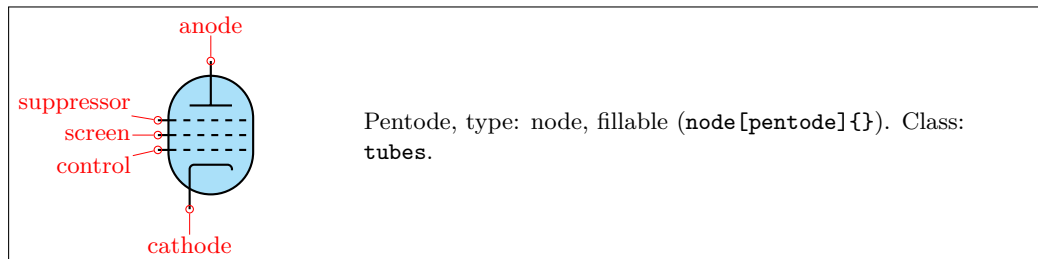 anode
suppressor
screen
control
cathode
Pentode, type: node, fillable (node[pentode]{}). Class:
tubes.